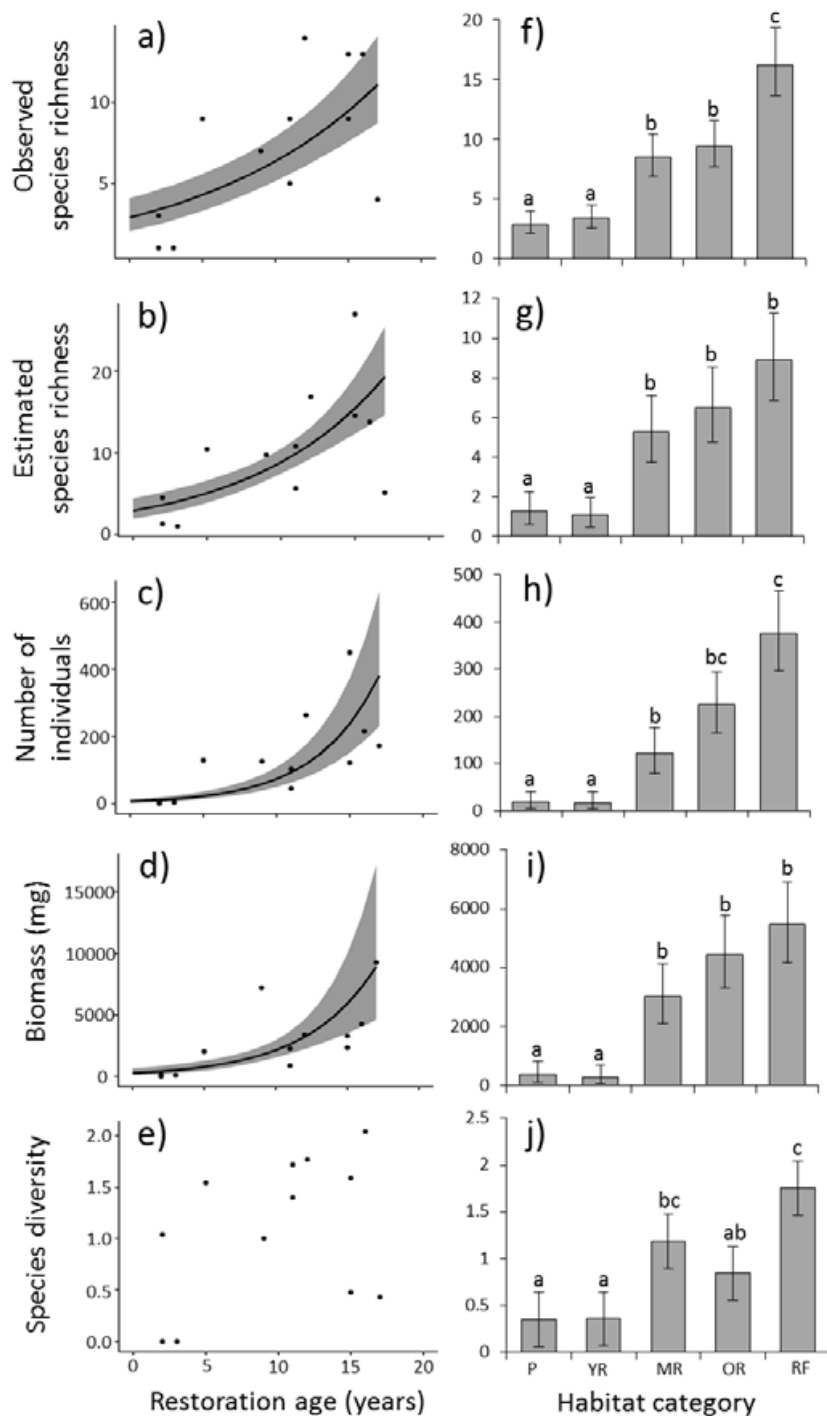 a)
Observed
species richness
10
5
f)
20
15
10
5
0
a
a
b
b
c
b)
Estimated
species richness
20
10
0
g)
12
10
8
6
4
2
0
a
a
b
b
b
c)
Number of
individuals
600
400
200
0
h)
500
400
300
200
100
0
a
a
b
bc
c
d)
Biomass (mg)
15000
10000
5000
0
i)
8000
6000
4000
2000
0
a
a
b
b
b
e)
Species diversity
2.0
1.5
1.0
0.5
0.0
0 5 10 15 20
Restoration age (years)
j)
2.5
2
1.5
1
0.5
0
a
a
bc
ab
c
P YR MR OR RF
Habitat category